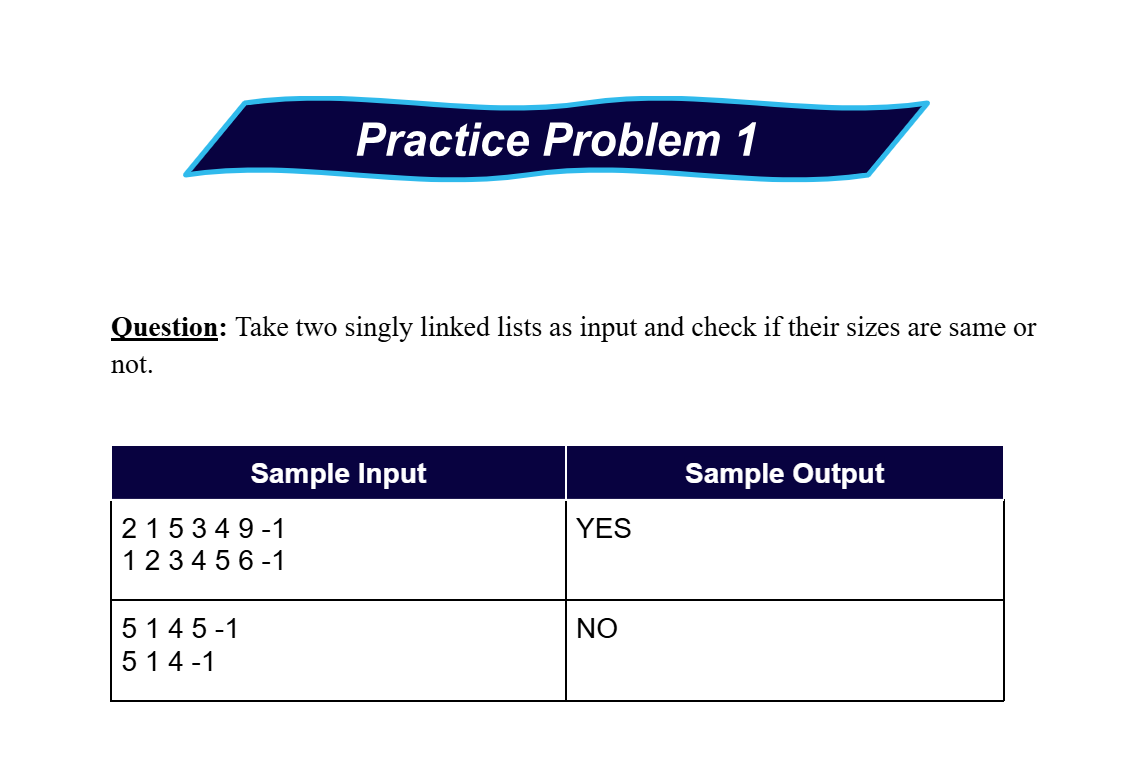 Practice Problem 1
Question: Take two singly linked lists as input and check if their sizes are same or
not.
Sample Input
Sample Output
2 1 5 3 4 9 -1
1 2 3 4 5 6 -1
YES
5 1 4 5 -1
5 1 4 -1
NO